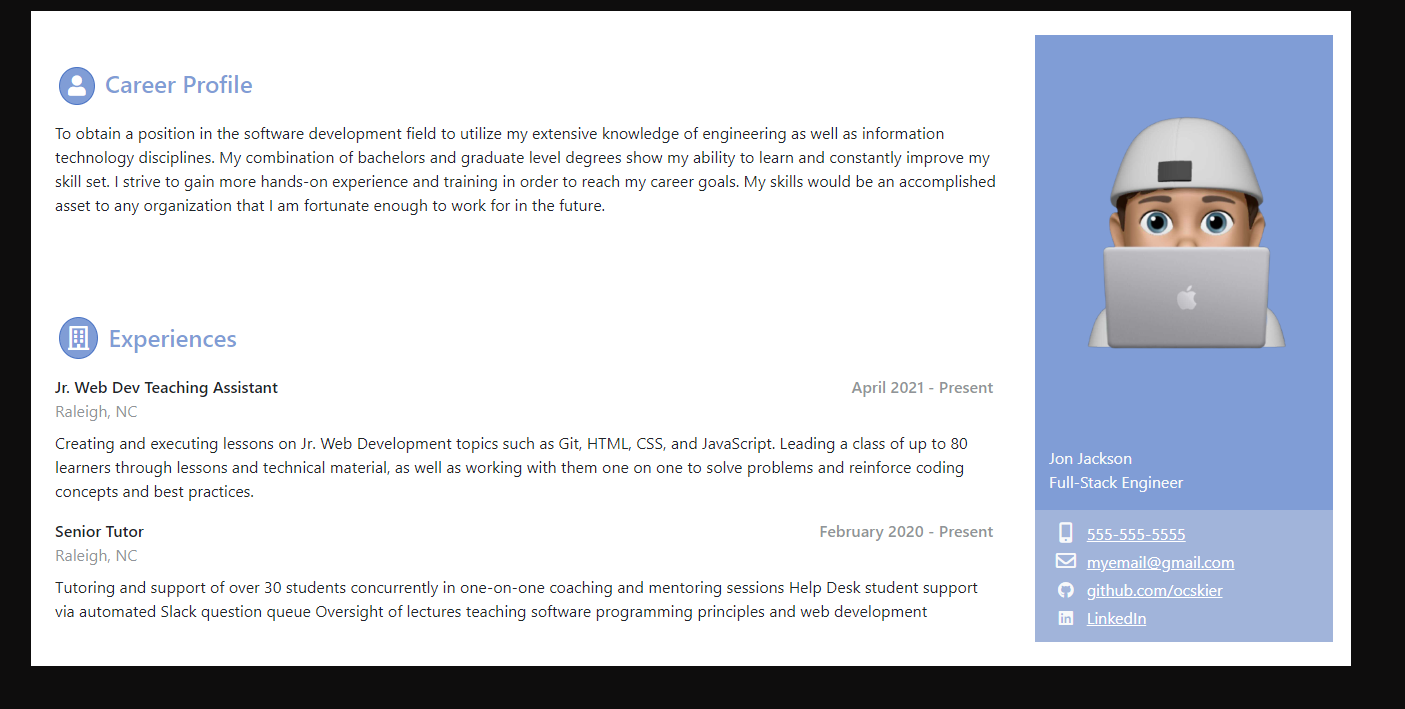 Career Profile
To obtain a position in the software development field to utilize my extensive knowledge of engineering as well as information
technology disciplines. My combination of bachelors and graduate level degrees show my ability to learn and constantly improve my
skill set. I strive to gain more hands-on experience and training in order to reach my career goals. My skills would be an accomplished
asset to any organization that I am fortunate enough to work for in the future.
Experiences
Jr. Web Dev Teaching Assistant April 2021 - Present
Raleigh, NC
Creating and executing lessons on Jr. Web Development topics such as Git, HTML, CSS, and JavaScript. Leading a class of up to 80
learners through lessons and technical material, as well as working with them one on one to solve problems and reinforce coding
concepts and best practices.
Senior Tutor February 2020 - Present
Raleigh, NC
Tutoring and support of over 30 students concurrently in one-on-one coaching and mentoring sessions Help Desk student support
via automated Slack question queue Oversight of lectures teaching software programming principles and web development
Jon Jackson
Full-Stack Engineer
555-555-5555
myemail@gmail.com
github.com/ocskier
LinkedIn